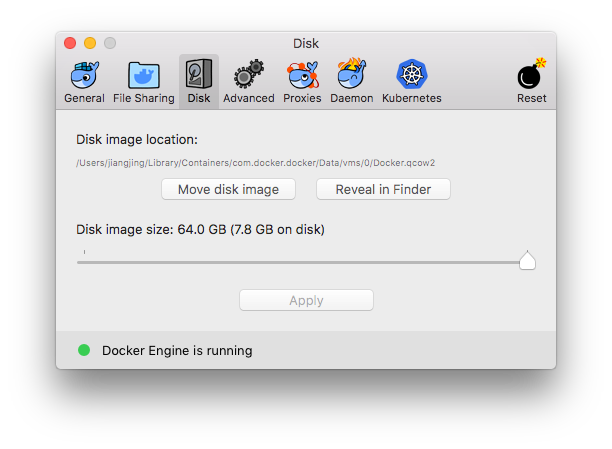 Disk
General File Sharing Disk Advanced Proxies Daemon Kubernetes Reset
Disk image location:
/Users/jiangjing/Library/Containers/com.docker.docker/Data/vms/0/Docker.qcow2
Move disk image Reveal in Finder
Disk image size: 64.0 GB (7.8 GB on disk)
Apply
Docker Engine is running